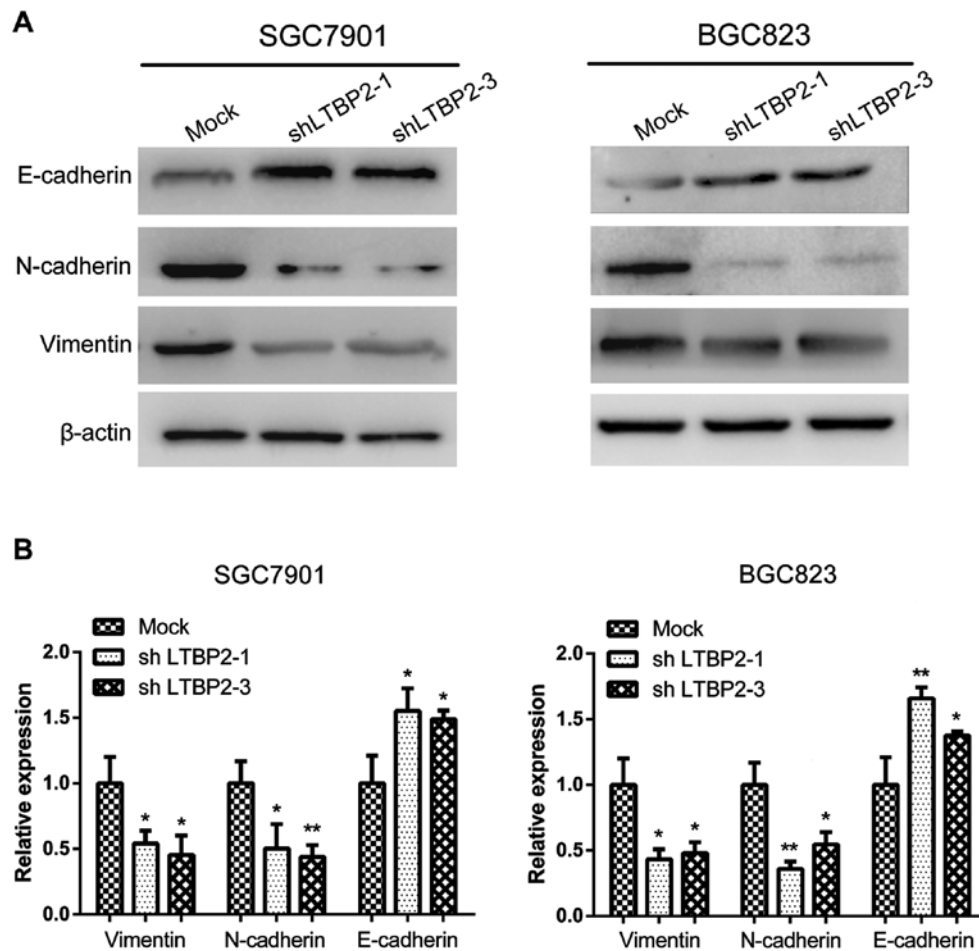 A
SGC7901
BGC823
Mock shLTBP2-1 shLTBP2-3
Mock shLTBP2-1 shLTBP2-3
E-cadherin
N-cadherin
Vimentin
β-actin
B
SGC7901
Mock
sh LTBP2-1
sh LTBP2-3
Relative expression
2.0
1.5
1.0
0.5
0.0
* * * ** * *
Vimentin N-cadherin E-cadherin
BGC823
Mock
sh LTBP2-1
sh LTBP2-3
Relative expression
2.0
1.5
1.0
0.5
0.0
* * ** * ** *
Vimentin N-cadherin E-cadherin